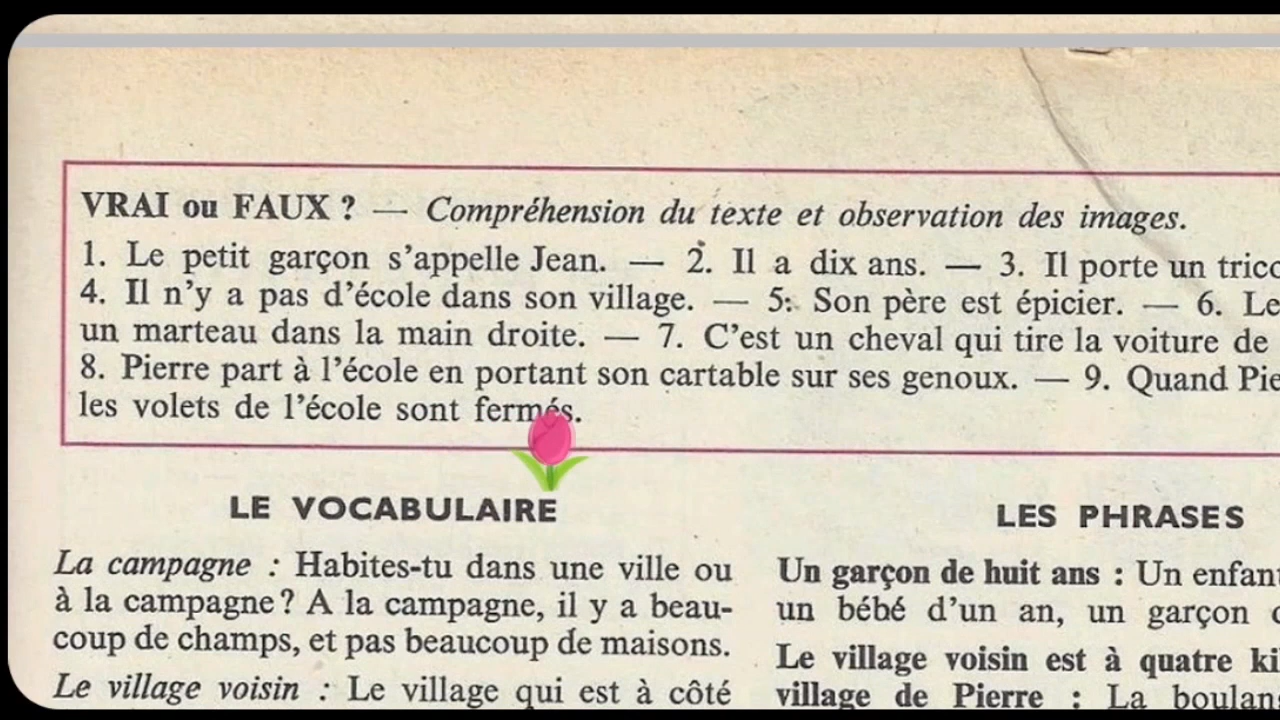 VRAI ou FAUX ? — Compréhension du texte et observation des images.
1. Le petit garçon s'appelle Jean. — 2. Il a dix ans. — 3. Il porte un trico
4. Il n'y a pas d'école dans son village. — 5. Son père est épicier. — 6. Le
un marteau dans la main droite. — 7. C'est un cheval qui tire la voiture de
8. Pierre part à l'école en portant son cartable sur ses genoux. — 9. Quand Pie
les volets de l'école sont fermés.
LE VOCABULAIRE
La campagne : Habites-tu dans une ville ou
à la campagne? A la campagne, il y a beau-
coup de champs, et pas beaucoup de maisons.
Le village voisin : Le village qui est à côté
LES PHRASES
Un garçon de huit ans : Un enfant
un bébé d'un an, un garçon d
Le village voisin est à quatre ki
village de Pierre : La boulan